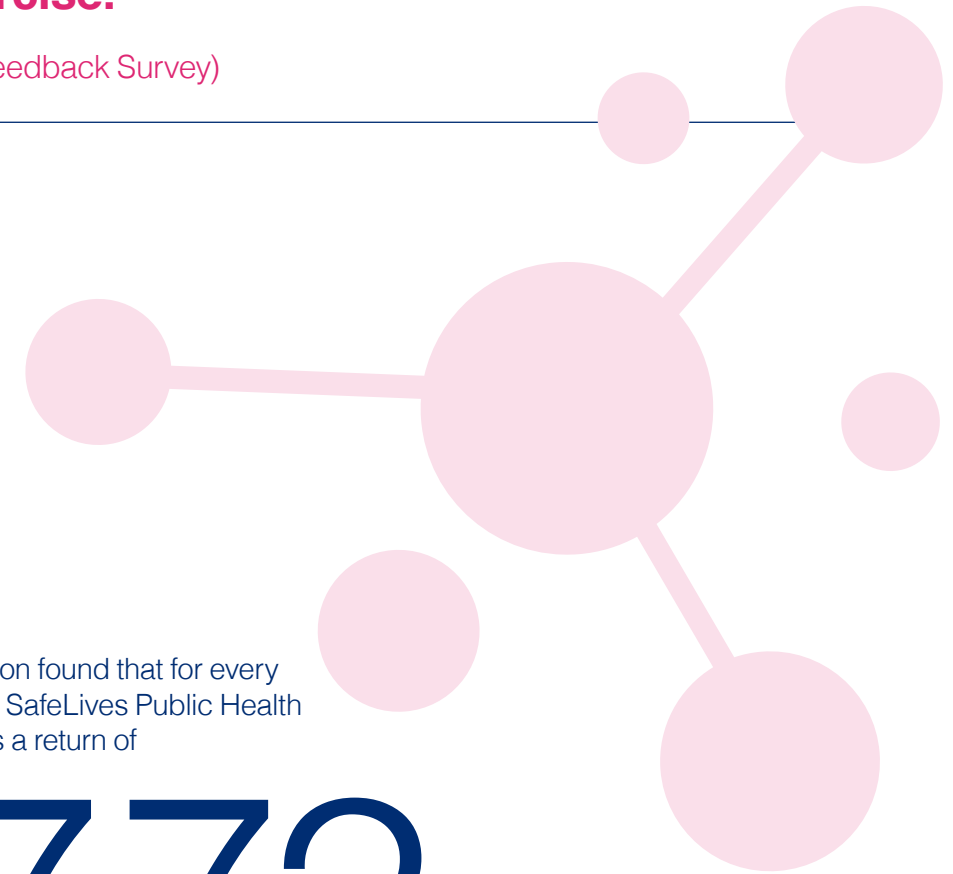 eedback Survey)
on found that for every
SafeLives Public Health
s a return of